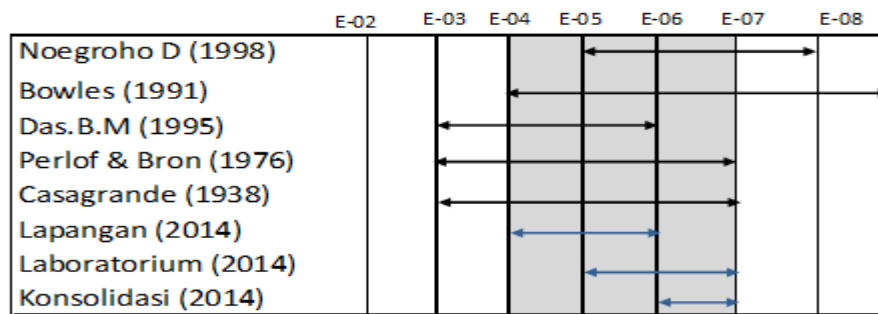 E-02 E-03 E-04 E-05 E-06 E-07 E-08
Noegroho D (1998)
Bowles (1991)
Das.B.M (1995)
Perlof & Bron (1976)
Casagrande (1938)
Lapangan (2014)
Laboratorium (2014)
Konsolidasi (2014)